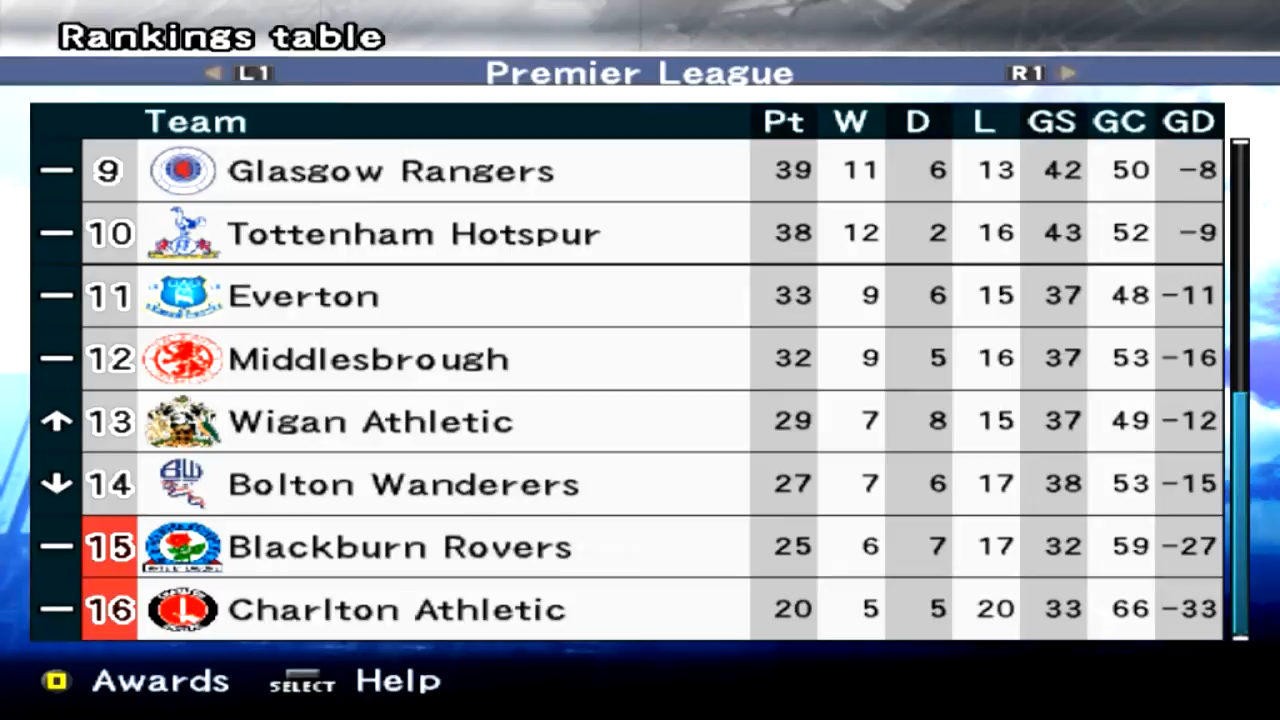 Rankings table
L1 Premier League R1
Team Pt W D L GS GC GD
9 Glasgow Rangers 39 11 6 13 42 50 -8
10 Tottenham Hotspur 38 12 2 16 43 52 -9
11 Everton 33 9 6 15 37 48 -11
12 Middlesbrough 32 9 5 16 37 53 -16
13 Wigan Athletic 29 7 8 15 37 49 -12
14 Bolton Wanderers 27 7 6 17 38 53 -15
15 Blackburn Rovers 25 6 7 17 32 59 -27
16 Charlton Athletic 20 5 5 20 33 66 -33
Awards SELECT Help